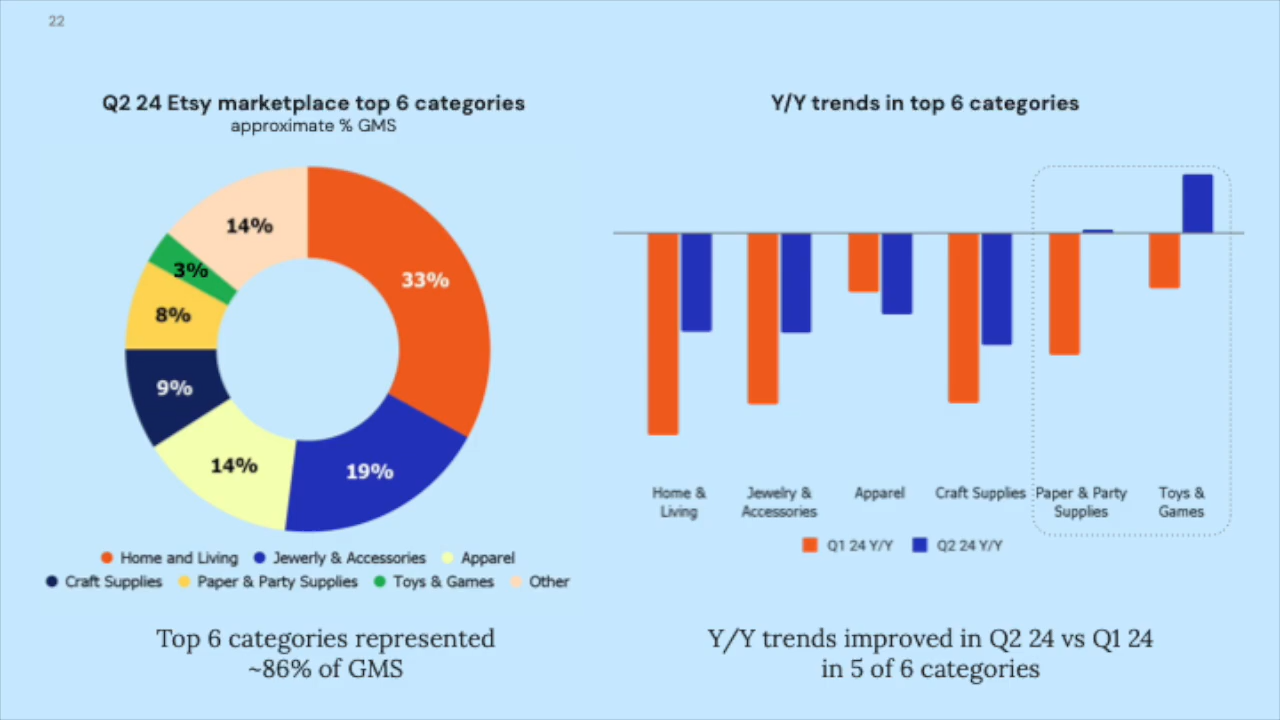 22
Q2 24 Etsy marketplace top 6 categories
approximate % GMS
14%
33%
3%
8%
9%
14%
19%
Home and Living
Jewerly & Accessories
Apparel
Craft Supplies
Paper & Party Supplies
Toys & Games
Other
Top 6 categories represented
~86% of GMS
Y/Y trends in top 6 categories
Home &
Living
Jewelry &
Accessories
Apparel
Craft Supplies
Paper & Party
Supplies
Toys &
Games
Q1 24 Y/Y
Q2 24 Y/Y
Y/Y trends improved in Q2 24 vs Q1 24
in 5 of 6 categories